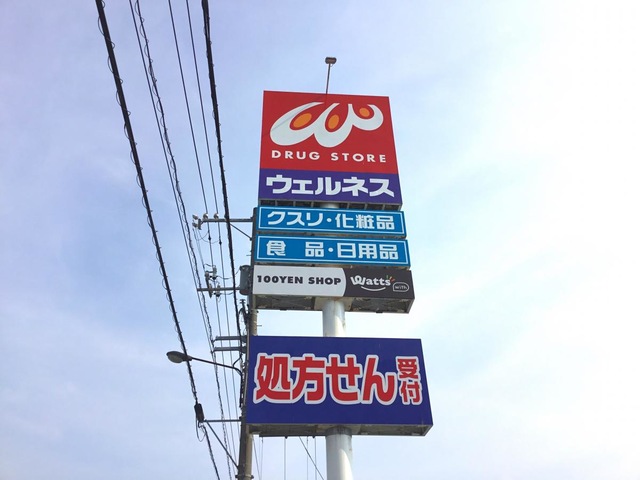 DRUG STORE
ウェルネス
クスリ・化粧品
食品・日用品
100YEN SHOP Watts with
処方せん受付